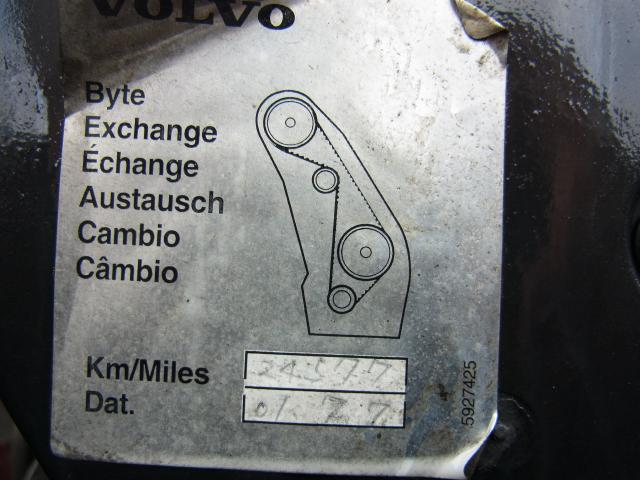 VOLVO
Byte
Exchange
Échange
Austausch
Cambio
Câmbio
Km/Miles
Dat.
5927425